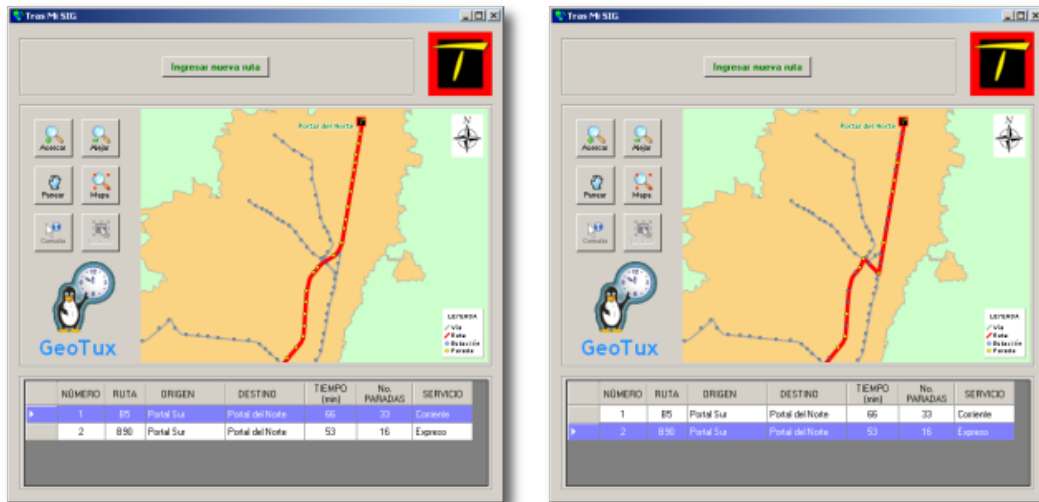 Tras Mi SIG
Ingresar nueva ruta
Portal del Norte
N
Acercar Alejar
Panear Mapa
Consulta
GeoTux
LEYENDA
Vía
Ruta
Estación
Parada
NÚMERO RUTA ORIGEN DESTINO TIEMPO (min) No. PARADAS SERVICIO
1 B5 Portal Sur Portal del Norte 66 33 Corriente
2 B90 Portal Sur Portal del Norte 53 16 Expreso
Tras Mi SIG
Ingresar nueva ruta
Portal del Norte
N
Acercar Alejar
Panear Mapa
Consulta
GeoTux
LEYENDA
Vía
Ruta
Estación
Parada
NÚMERO RUTA ORIGEN DESTINO TIEMPO (min) No. PARADAS SERVICIO
1 B5 Portal Sur Portal del Norte 66 33 Corriente
2 B90 Portal Sur Portal del Norte 53 16 Expreso